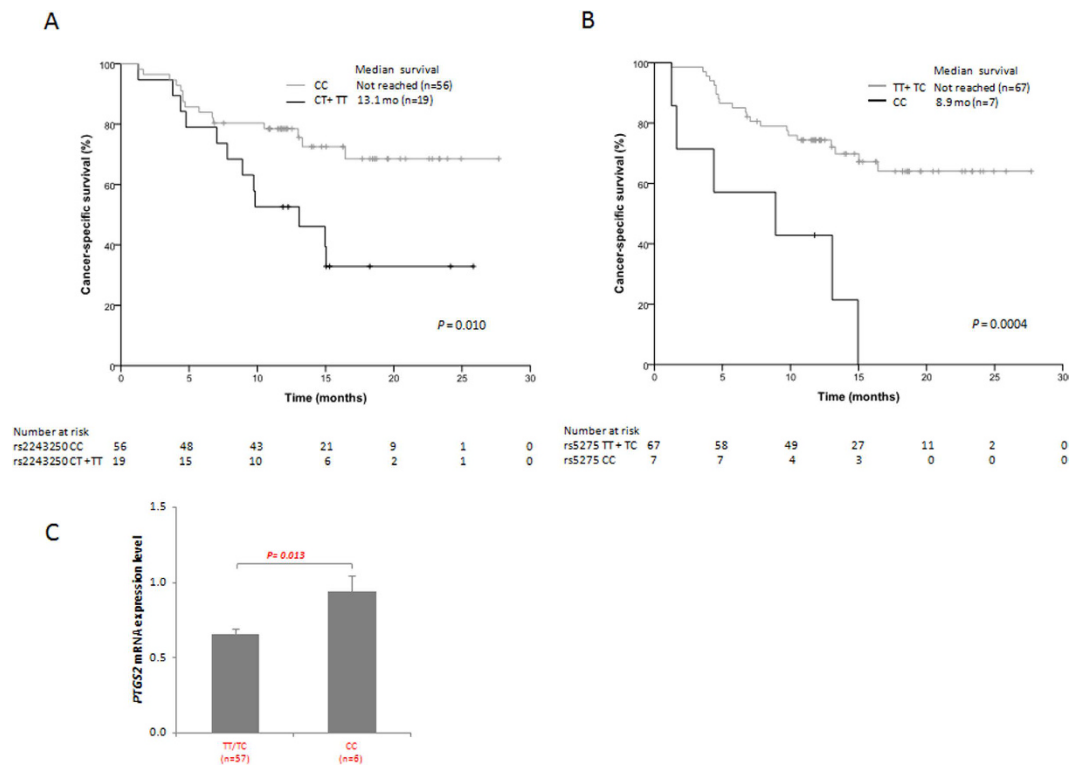 A
Median survival
CC Not reached (n=56)
CT+ TT 13.1 mo (n=19)
100
80
60
40
20
0
Cancer-specific survival (%)
P = 0.010
0 5 10 15 20 25 30
Time (months)
Number at risk
rs2243250 CC 56 48 43 21 9 1 0
rs2243250 CT+TT 19 15 10 6 2 1 0
B
Median survival
TT+ TC Not reached (n=67)
CC 8.9 mo (n=7)
100
80
60
40
20
0
Cancer-specific survival (%)
P = 0.0004
0 5 10 15 20 25 30
Time (months)
Number at risk
rs5275 TT+ TC 67 58 49 27 11 2 0
rs5275 CC 7 7 4 3 0 0 0
C
1.5
1.0
0.5
0.0
PTGS2 mRNA expression level
P= 0.013
TT/TC CC
(n=57) (n=6)